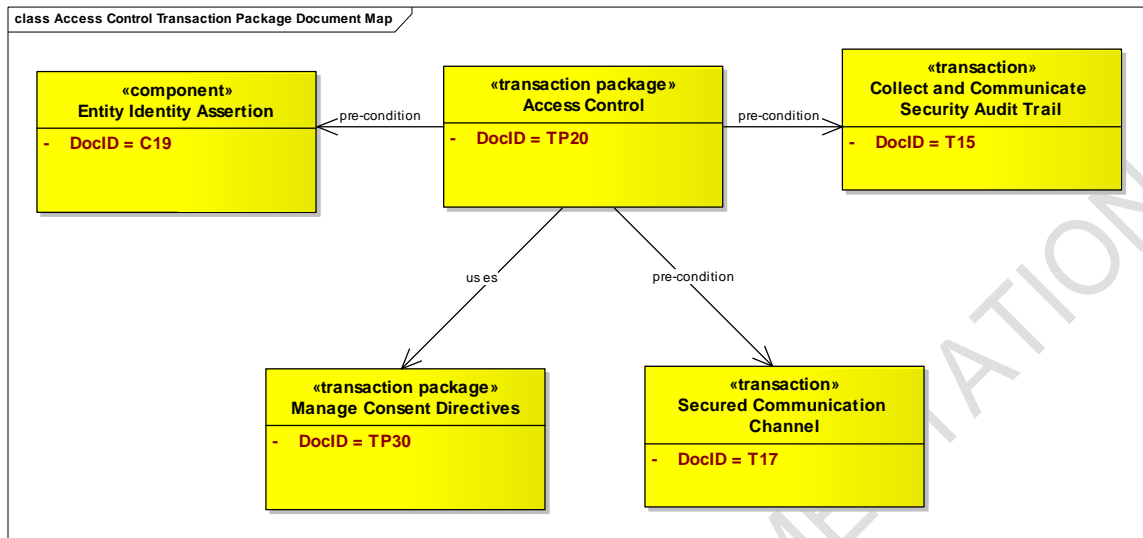 class Access Control Transaction Package Document Map
«component»
Entity Identity Assertion
- DocID = C19
pre-condition
«transaction package»
Access Control
- DocID = TP20
pre-condition
«transaction»
Collect and Communicate
Security Audit Trail
- DocID = T15
uses
pre-condition
«transaction package»
Manage Consent Directives
- DocID = TP30
«transaction»
Secured Communication
Channel
- DocID = T17